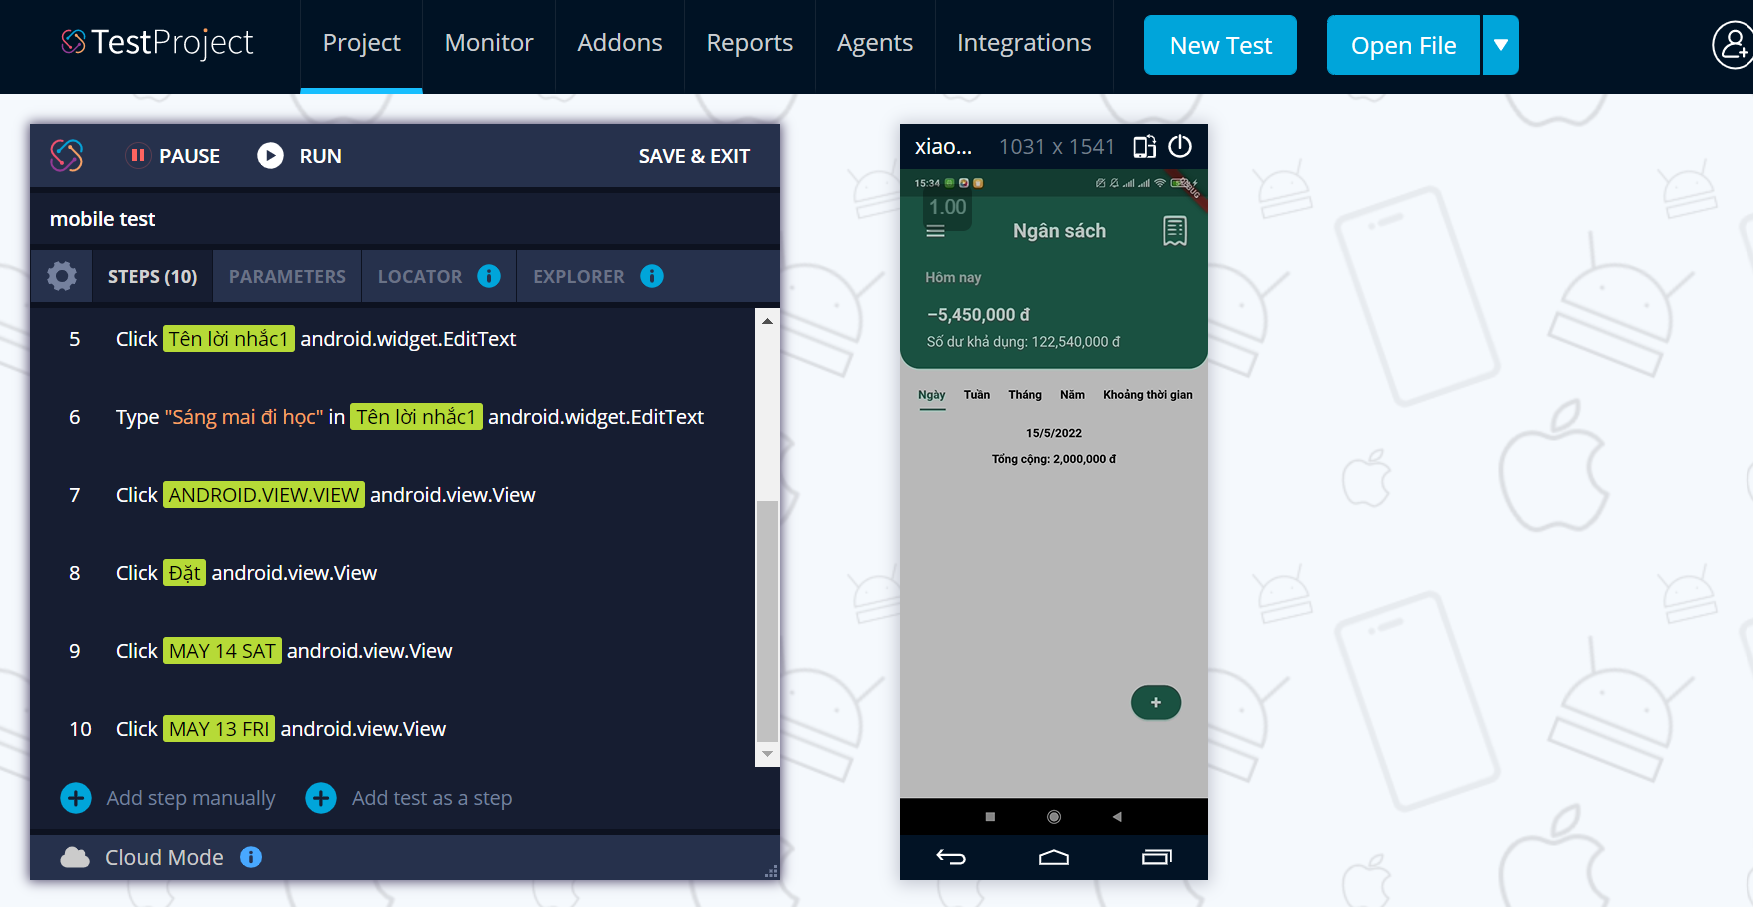 TestProject
Project
Monitor
Addons
Reports
Agents
Integrations
New Test
Open File
PAUSE
RUN
SAVE & EXIT
mobile test
STEPS (10)
PARAMETERS
LOCATOR
EXPLORER
5 Click Tên lời nhắc1 android.widget.EditText
6 Type "Sáng mai đi học" in Tên lời nhắc1 android.widget.EditText
7 Click ANDROID.VIEW.VIEW android.view.View
8 Click Đặt android.view.View
9 Click MAY 14 SAT android.view.View
10 Click MAY 13 FRI android.view.View
Add step manually
Add test as a step
Cloud Mode
xiao... 1031 x 1541
15:34
1.00
Ngân sách
Hôm nay
−5,450,000 đ
Số dư khả dụng: 122,540,000 đ
Ngày Tuần Tháng Năm Khoảng thời gian
15/5/2022
Tổng cộng: 2,000,000 đ